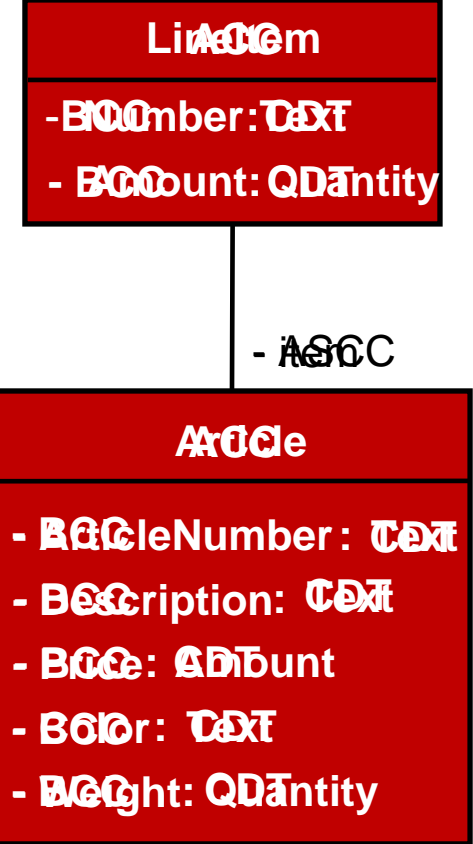 LineItem ACC
- Number BCC : Text CDT
- Amount BCC : Quantity QDT
- item ASCC
Article ACC
- ArticleNumber BCC : Text CDT
- Description BCC : Text CDT
- Price BCC : Amount CDT
- Color BCC : Text CDT
- Weight BCC : Quantity QDT